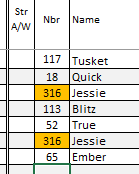 Str A/W Nbr Name
117 Tusket
18 Quick
316 Jessie
113 Blitz
52 True
316 Jessie
65 Ember